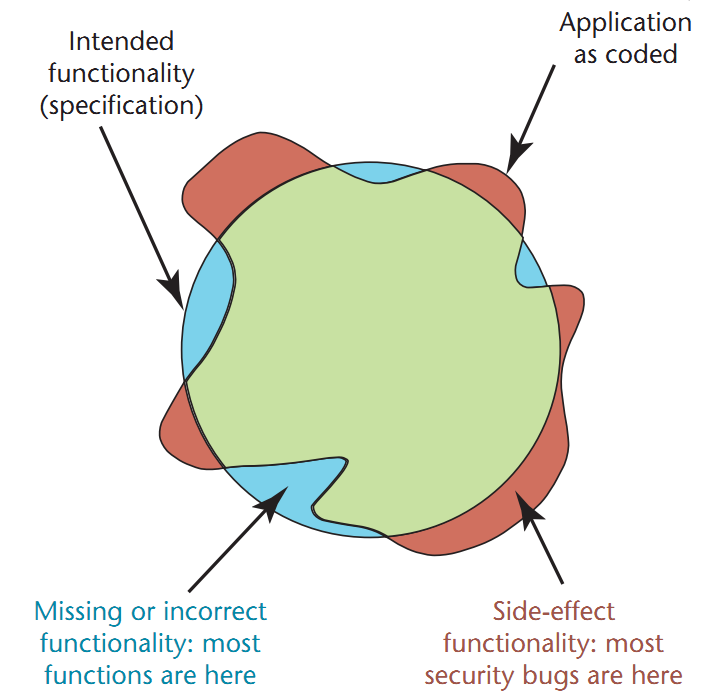 Intended
functionality
(specification)
Application
as coded
Missing or incorrect
functionality: most
functions are here
Side-effect
functionality: most
security bugs are here